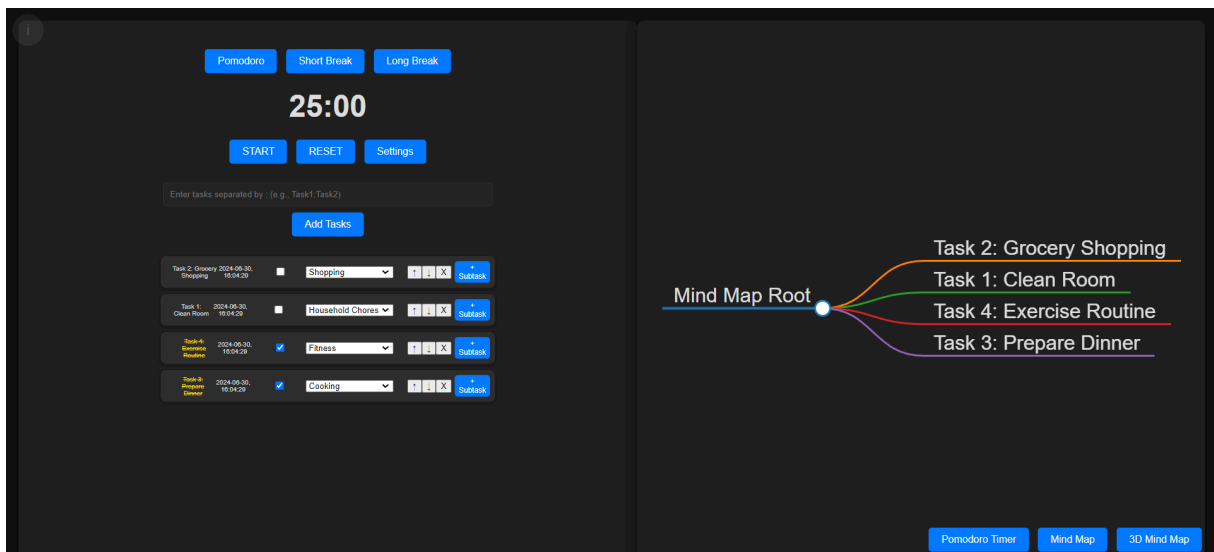 i
Pomodoro Short Break Long Break
25:00
START RESET Settings
Enter tasks separated by ; (e.g., Task1,Task2)
Add Tasks
Task 2: Grocery
Shopping
2024-06-30,
16:04:29
Shopping
↑ ↓ X
+
Subtask
Task 1:
Clean Room
2024-06-30,
16:04:29
Household Chores
↑ ↓ X
+
Subtask
Task 4:
Exercise
Routine
2024-06-30,
16:04:29
Fitness
↑ ↓ X
+
Subtask
Task 3:
Prepare
Dinner
2024-06-30,
16:04:29
Cooking
↑ ↓ X
+
Subtask
Mind Map Root
Task 2: Grocery Shopping
Task 1: Clean Room
Task 4: Exercise Routine
Task 3: Prepare Dinner
Pomodoro Timer Mind Map 3D Mind Map